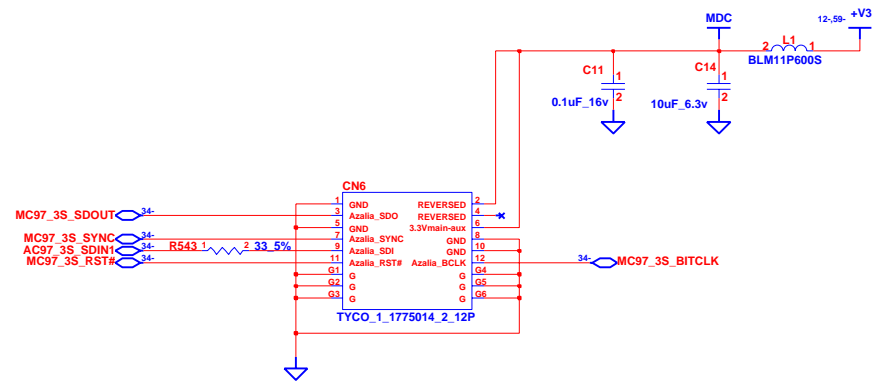 MDC
12-,59- +V3
2 L1 1
BLM11P600S
C11 1
2
0.1uF_16v
C14 1
2
10uF_6.3v
CN6
1 GND REVERSED 2
MC97_3S_SDOUT 34- 3 Azalia_SDO REVERSED 4
5 GND 3.3Vmain-aux 6
MC97_3S_SYNC 34- 7 Azalia_SYNC GND 8
AC97_3S_SDIN1 34- R543 1 2 33_5% 9 Azalia_SDI GND 10
MC97_3S_RST# 34- 11 Azalia_RST# Azalia_BCLK 12 34- MC97_3S_BITCLK
G1 G G G4
G2 G G G5
G3 G G G6
TYCO_1_1775014_2_12P